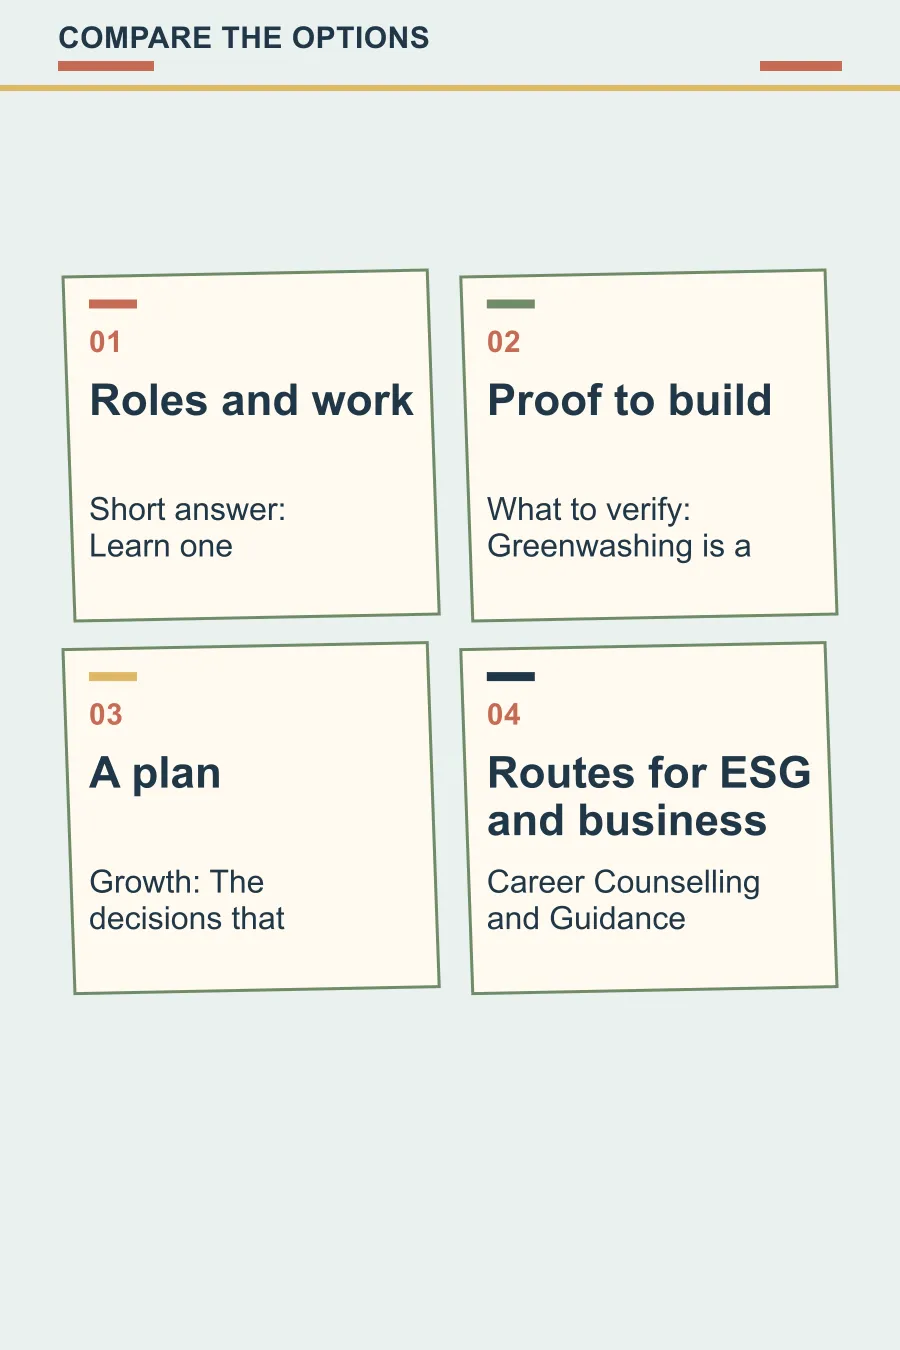 COMPARE THE OPTIONS
01
Roles and work
Short answer:
Learn one
02
Proof to build
What to verify:
Greenwashing is a
03
A plan
Growth: The
decisions that
04
Routes for ESG
and business
Career Counselling
and Guidance